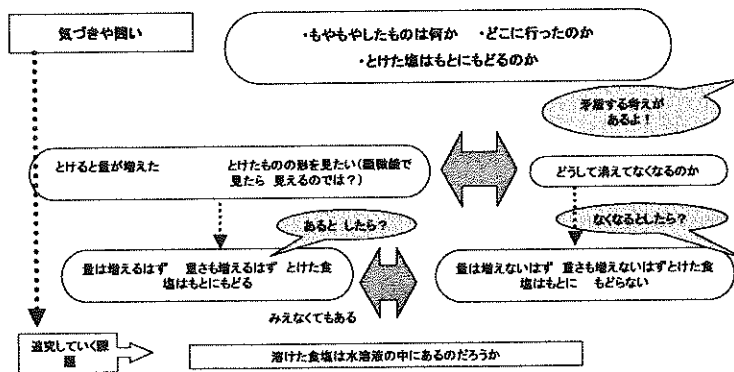 気づきや問い
・もやもやしたものは何か ・どこに行ったのか
・とけた塩はもとにもどるのか
矛盾する考えが
あるよ！
とけると量が増えた とけたものの形を見たい(顕微鏡で
見たら 見えるのでは？)
どうして消えてなくなるのか
あると したら？
なくなるとしたら？
量は増えるはず 重さも増えるはず とけた食
塩はもとにもどる
量は増えないはず 重さも増えないはずとけた食
塩はもとに もどらない
みえなくてもある
追究していく課
題
溶けた食塩は水溶液の中にあるのだろうか